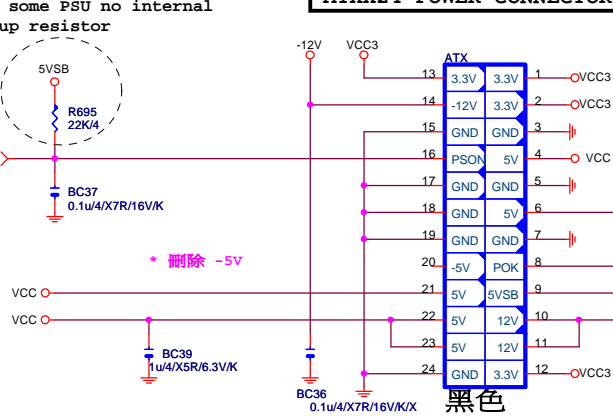 some PSU no internal
up resistor
ATXX24 POWER CONNECTOR
5VSB
R695
22K/4
BC37
0.1u/4/X7R/16V/K
* 刪除 -5V
VCC
VCC
BC39
1u/4/X5R/6.3V/K
-12V
VCC3
BC36
0.1u/4/X7R/16V/K/X
ATX
13 3.3V 3.3V 1 VCC3
14 -12V 3.3V 2 VCC3
15 GND GND 3
16 PSON 5V 4 VCC
17 GND GND 5
18 GND 5V 6
19 GND GND 7
20 -5V POK 8
21 5V 5VSB 9
22 5V 12V 10
23 5V 12V 11
24 GND 3.3V 12 VCC3
黑色